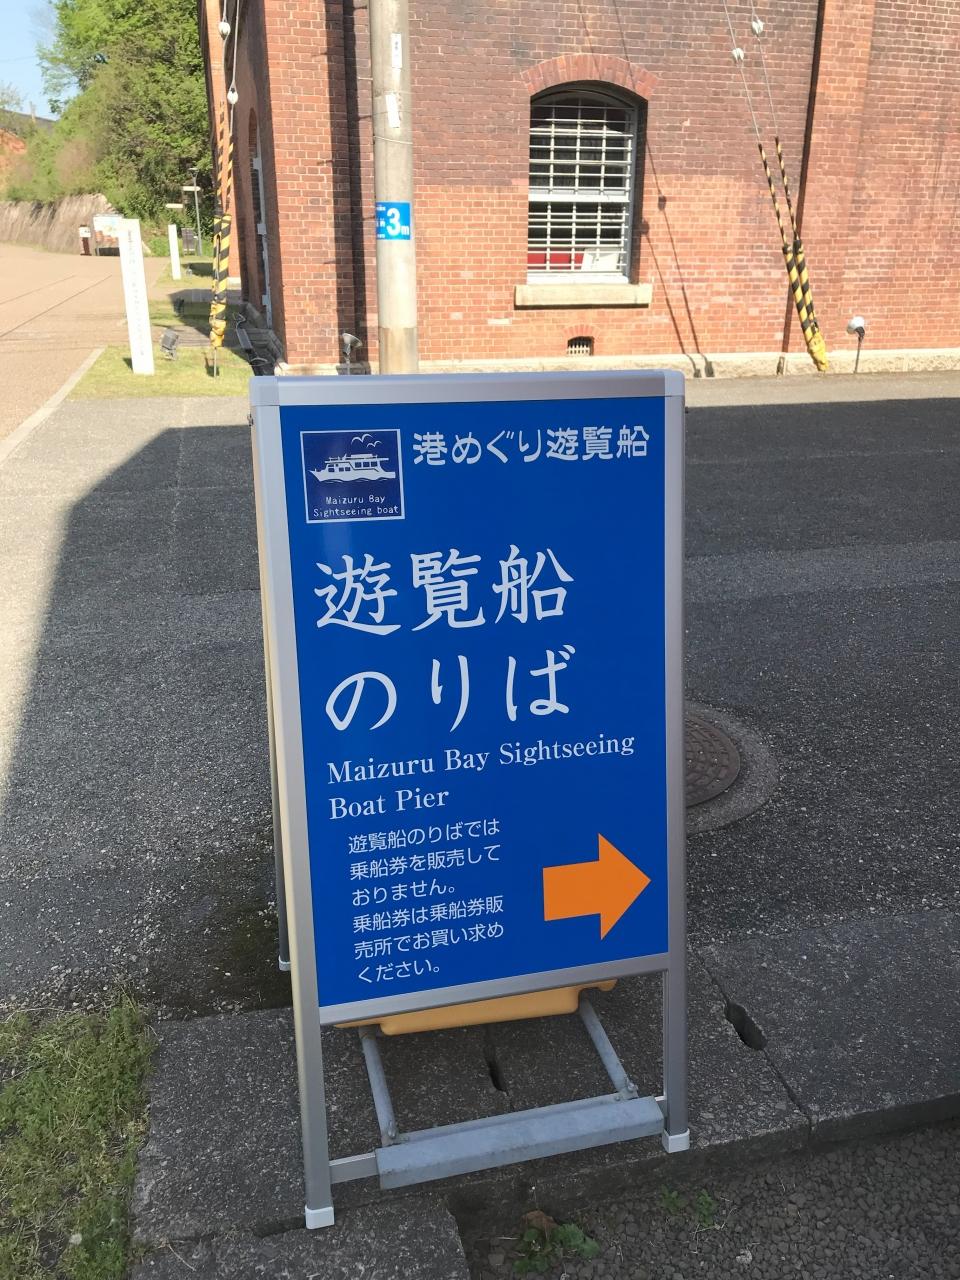 3m
港めぐり遊覧船
Maizuru Bay
Sightseeing boat
遊覧船
のりば
Maizuru Bay Sightseeing
Boat Pier
遊覧船のりばでは
乗船券を販売して
おりません。
乗船券は乗船券販
売所でお買い求め
ください。